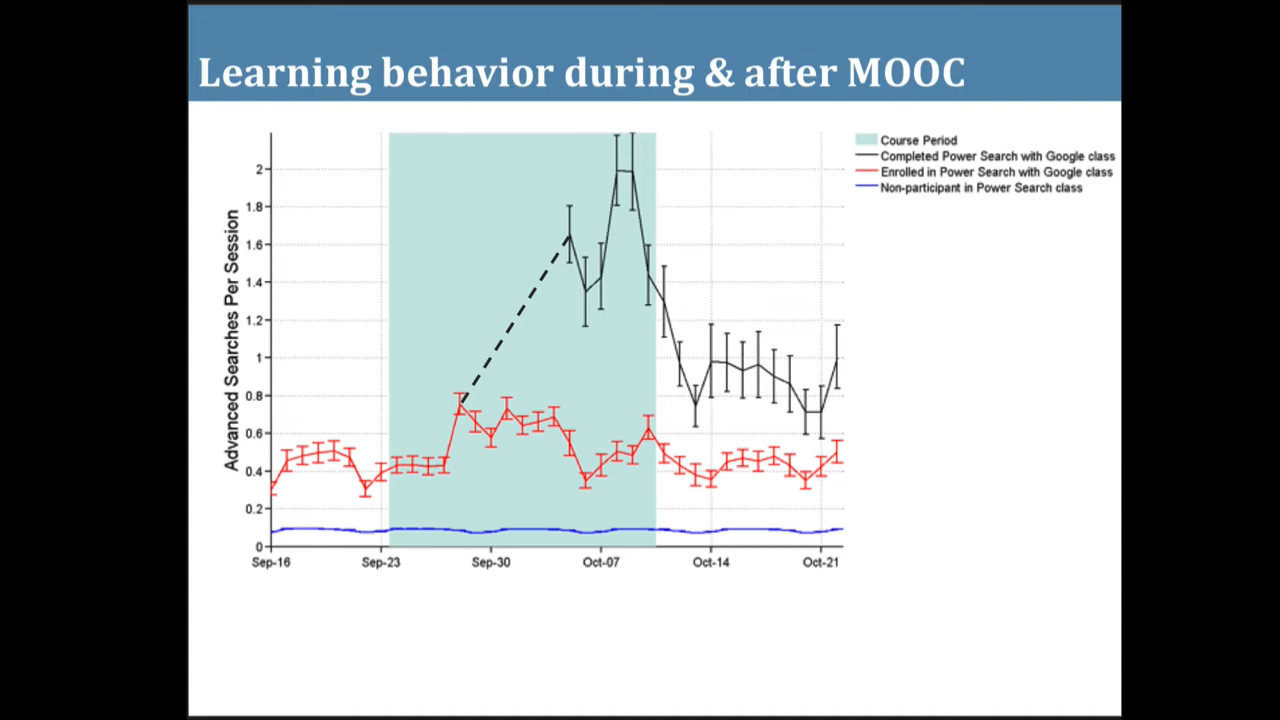 Learning behavior during & after MOOC
Course Period
Completed Power Search with Google class
Enrolled in Power Search with Google class
Non-participant in Power Search class
Advanced Searches Per Session
2
1.8
1.6
1.4
1.2
1
0.8
0.6
0.4
0.2
0
Sep-16 Sep-23 Sep-30 Oct-07 Oct-14 Oct-21